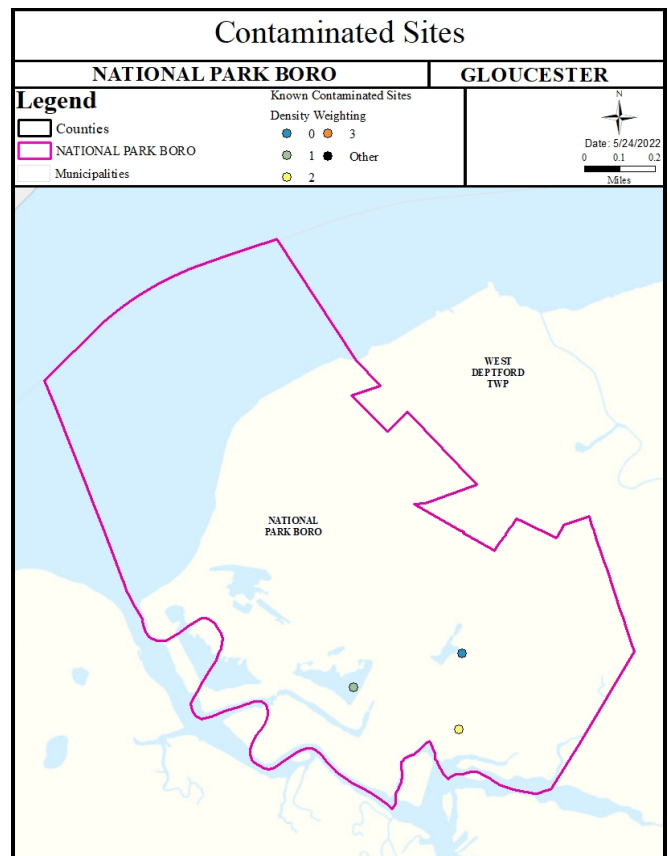 Contaminated Sites
NATIONAL PARK BORO
GLOUCESTER
Legend
Counties
NATIONAL PARK BORO
Municipalities
Known Contaminated Sites
Density Weighting
0 3
1 Other
2
N
Date: 5/24/2022
0 0.1 0.2
Miles
WEST
DEPTFORD
TWP
NATIONAL
PARK BORO